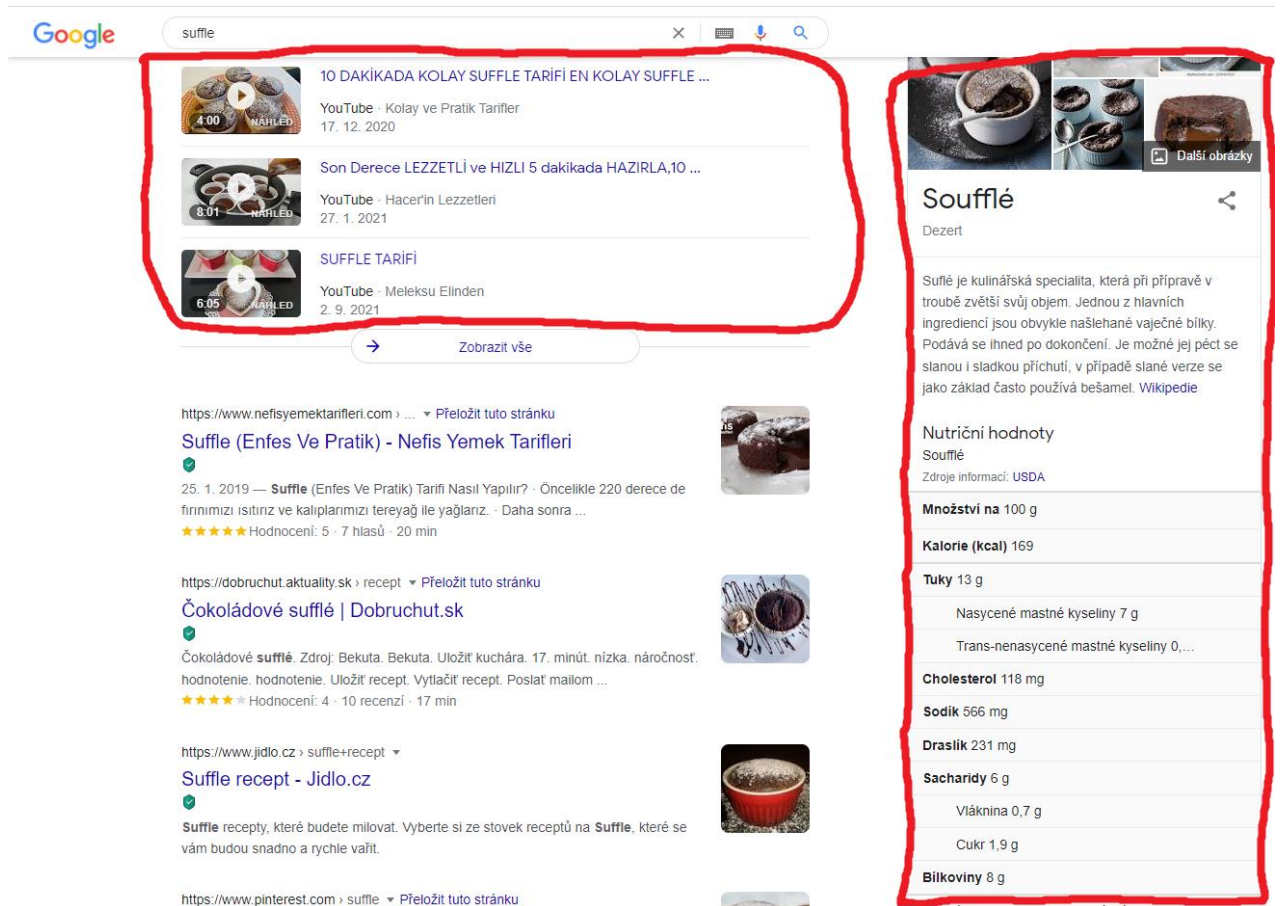 Google
suffle
10 DAKİKADA KOLAY SUFFLE TARİFİ EN KOLAY SUFFLE ...
YouTube · Kolay ve Pratik Tarifler
17. 12. 2020
4:00 NÁHLED
Son Derece LEZZETLİ ve HIZLI 5 dakikada HAZIRLA,10 ...
YouTube · Hacer'in Lezzetleri
27. 1. 2021
8:01 NÁHLED
SUFFLE TARİFİ
YouTube · Meleksu Elinden
2. 9. 2021
6:05 NÁHLED
Zobrazit vše
https://www.nefisyemektarifleri.com › ... Přeložit tuto stránku
Suffle (Enfes Ve Pratik) - Nefis Yemek Tarifleri
25. 1. 2019 — Suffle (Enfes Ve Pratik) Tarifi Nasıl Yapılır? · Öncelikle 220 derece de
fırınımızı ısıtırız ve kalıplarımızı tereyağ ile yağlarız. · Daha sonra ...
Hodnocení: 5 · 7 hlasů · 20 min
https://dobruchut.aktuality.sk › recept Přeložit tuto stránku
Čokoládové sufflé | Dobruchut.sk
Čokoládové sufflé. Zdroj: Bekuta. Bekuta. Uložiť kuchára. 17. minút. nízka. náročnosť.
hodnotenie. hodnotenie. Uložiť recept. Vytlačiť recept. Poslať mailom ...
Hodnocení: 4 · 10 recenzí · 17 min
https://www.jidlo.cz › suffle+recept
Suffle recept - Jidlo.cz
Suffle recepty, které budete milovat. Vyberte si ze stovek receptů na Suffle, které se
vám budou snadno a rychle vařit.
https://www.pinterest.com › suffle Přeložit tuto stránku
Další obrázky
Soufflé
Dezert
Suflé je kulinářská specialita, která při přípravě v
troubě zvětší svůj objem. Jednou z hlavních
ingrediencí jsou obvykle našlehané vaječné bílky.
Podává se ihned po dokončení. Je možné jej péct se
slanou i sladkou příchutí, v případě slané verze se
jako základ často používá bešamel. Wikipedie
Nutriční hodnoty
Soufflé
Zdroje informací: USDA
Množství na 100 g
Kalorie (kcal) 169
Tuky 13 g
Nasycené mastné kyseliny 7 g
Trans-nenasycené mastné kyseliny 0,...
Cholesterol 118 mg
Sodík 566 mg
Draslík 231 mg
Sacharidy 6 g
Vláknina 0,7 g
Cukr 1,9 g
Bílkoviny 8 g